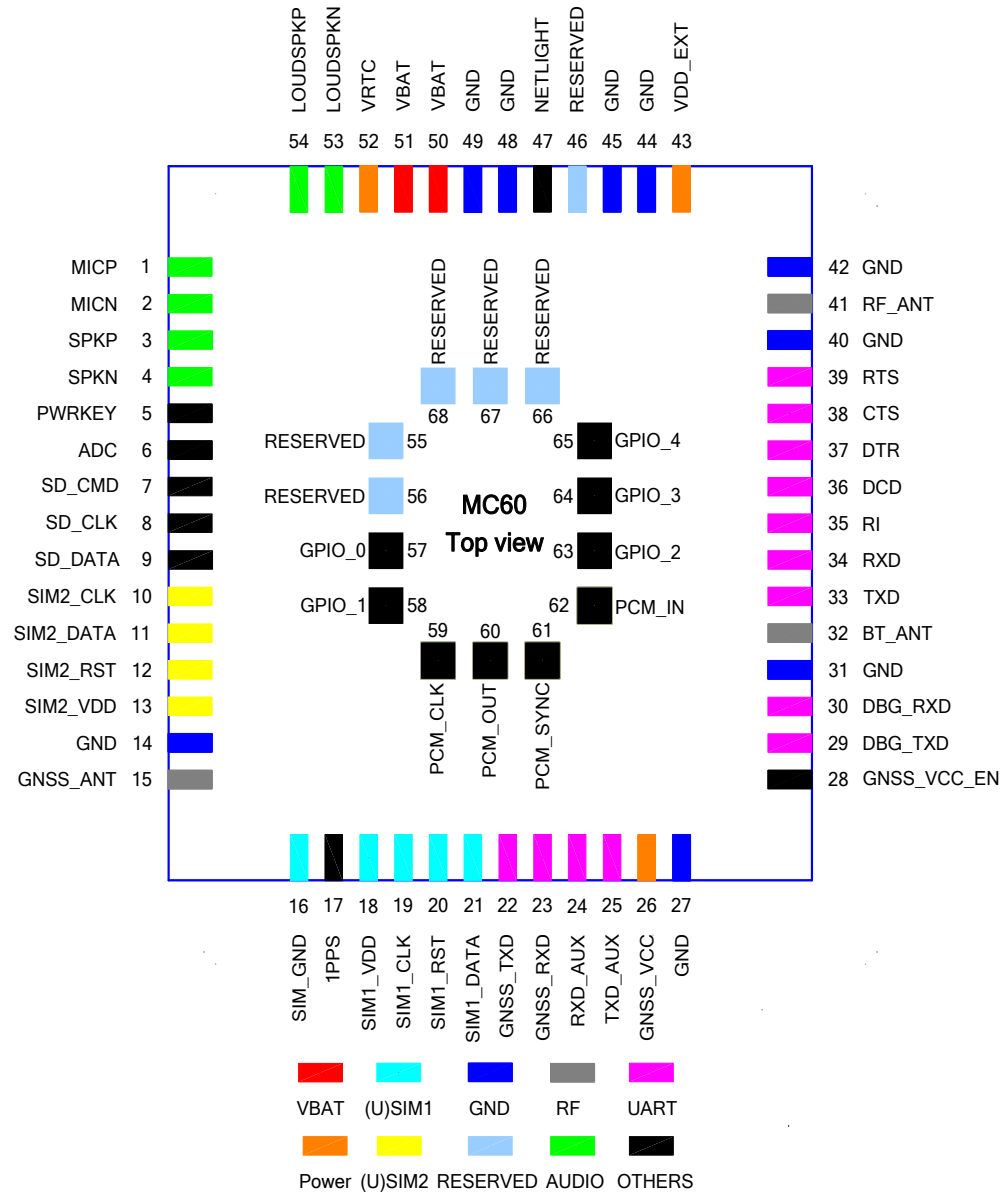 LOUDSPKP
LOUDSPKN
VRTC
VBAT
VBAT
GND
GND
NETLIGHT
RESERVED
GND
GND
VDD_EXT
54 53 52 51 50 49 48 47 46 45 44 43
MICP 1
MICN 2
SPKP 3
SPKN 4
PWRKEY 5
ADC 6
SD_CMD 7
SD_CLK 8
SD_DATA 9
SIM2_CLK 10
SIM2_DATA 11
SIM2_RST 12
SIM2_VDD 13
GND 14
GNSS_ANT 15
RESERVED
RESERVED
RESERVED
68 67 66
RESERVED 55
RESERVED 56
GPIO_0 57
GPIO_1 58
MC60
Top view
65 GPIO_4
64 GPIO_3
63 GPIO_2
62 PCM_IN
59 60 61
PCM_CLK
PCM_OUT
PCM_SYNC
42 GND
41 RF_ANT
40 GND
39 RTS
38 CTS
37 DTR
36 DCD
35 RI
34 RXD
33 TXD
32 BT_ANT
31 GND
30 DBG_RXD
29 DBG_TXD
28 GNSS_VCC_EN
16 17 18 19 20 21 22 23 24 25 26 27
SIM_GND
1PPS
SIM1_VDD
SIM1_CLK
SIM1_RST
SIM1_DATA
GNSS_TXD
GNSS_RXD
RXD_AUX
TXD_AUX
GNSS_VCC
GND
VBAT (U)SIM1 GND RF UART
Power (U)SIM2 RESERVED AUDIO OTHERS